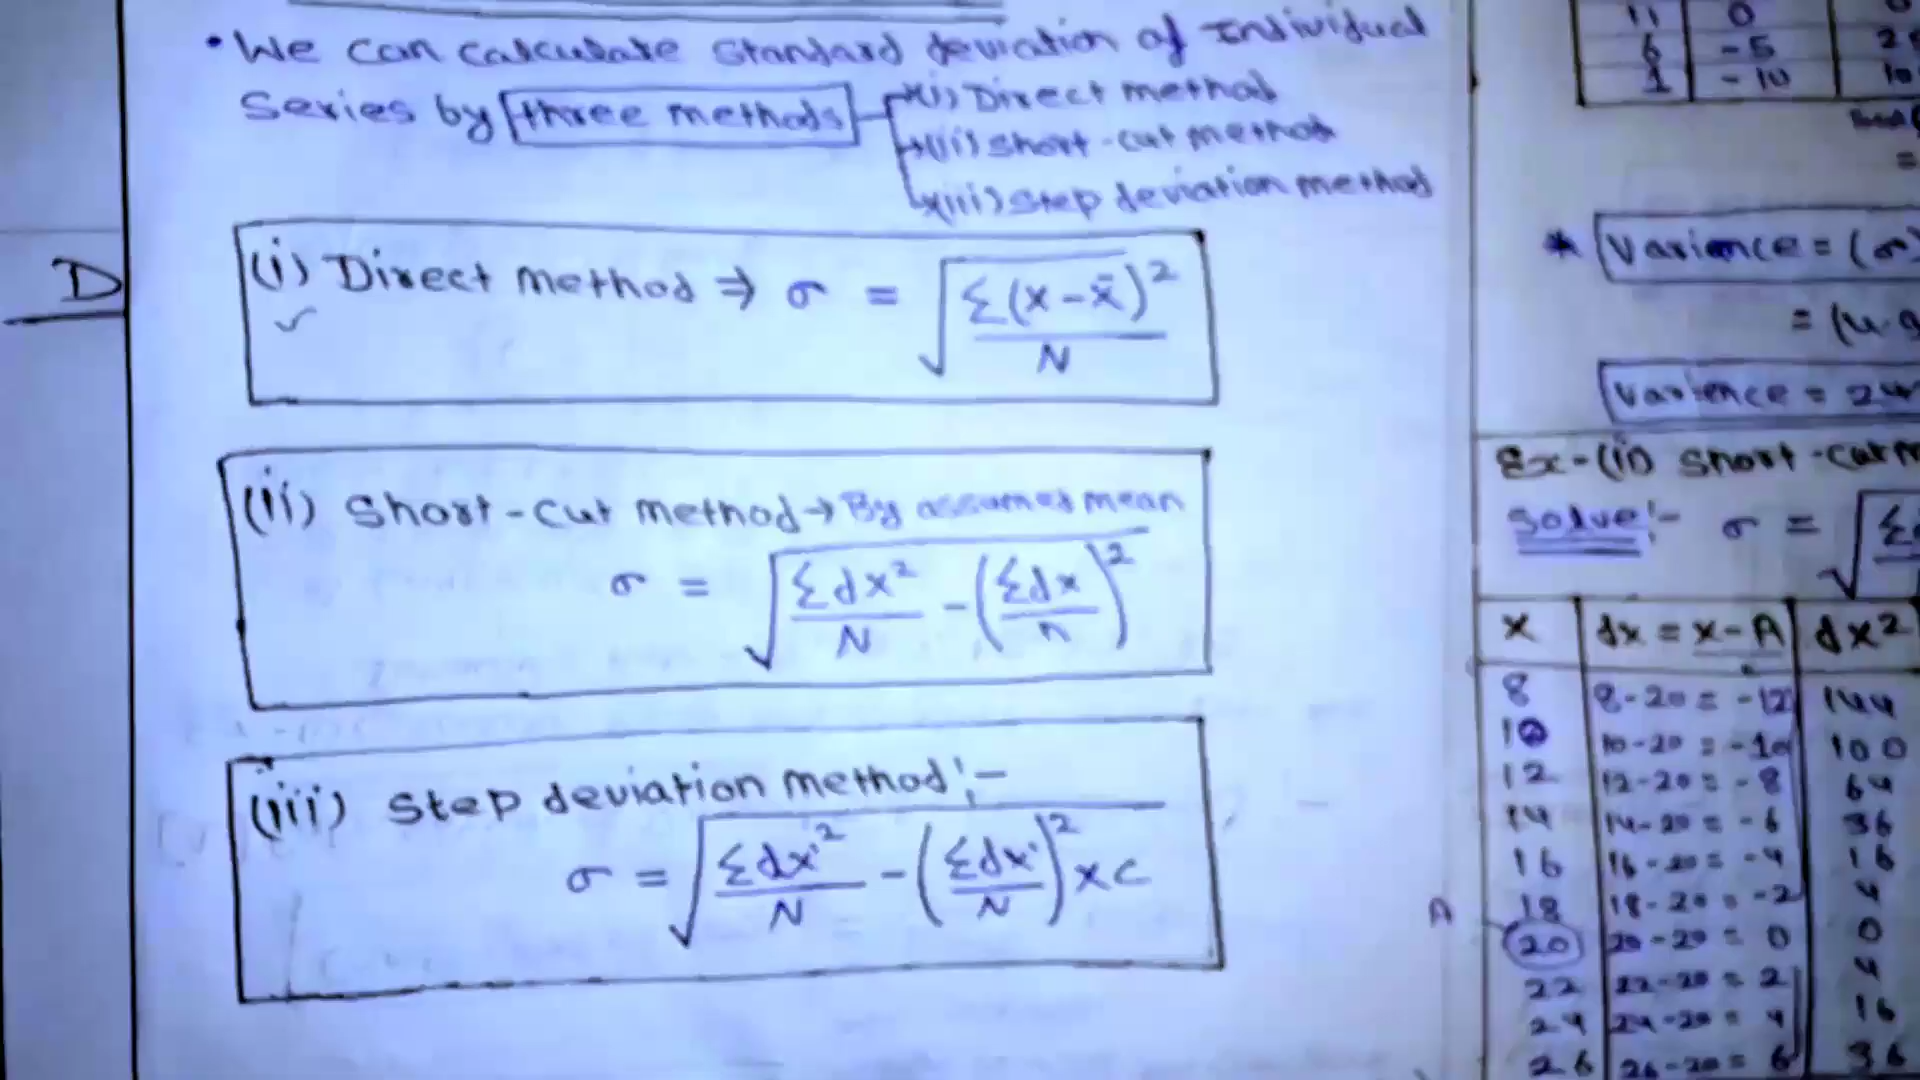 • We can calculate standard deviation of Individual
Series by three methods
(i) Direct method
(ii) short-cut method
(iii) step deviation method
(i) Direct method ⇒ σ = √(Σ(x-x̄)²/N)
(ii) Short-cut method → By assumed mean
σ = √(Σdx²/N - (Σdx/n)²)
(iii) Step deviation method:-
σ = √(Σdx'²/N - (Σdx'/N)²) x c
D
11 0
6 -5
1 -10
* Varience = (σ)
=
Varience = 24
Ex-(ii) short-cut
Solve:- σ = √
x dx = x-A dx²
8 8-20 = -12 144
10 10-20 = -10 100
12 12-20 = -8 64
14 14-20 = -6 36
16 16-20 = -4 16
18 18-20 = -2 4
A 20 20-20 = 0 0
22 22-20 = 2 4
24 24-20 = 4 16
26 26-20 = 6 36